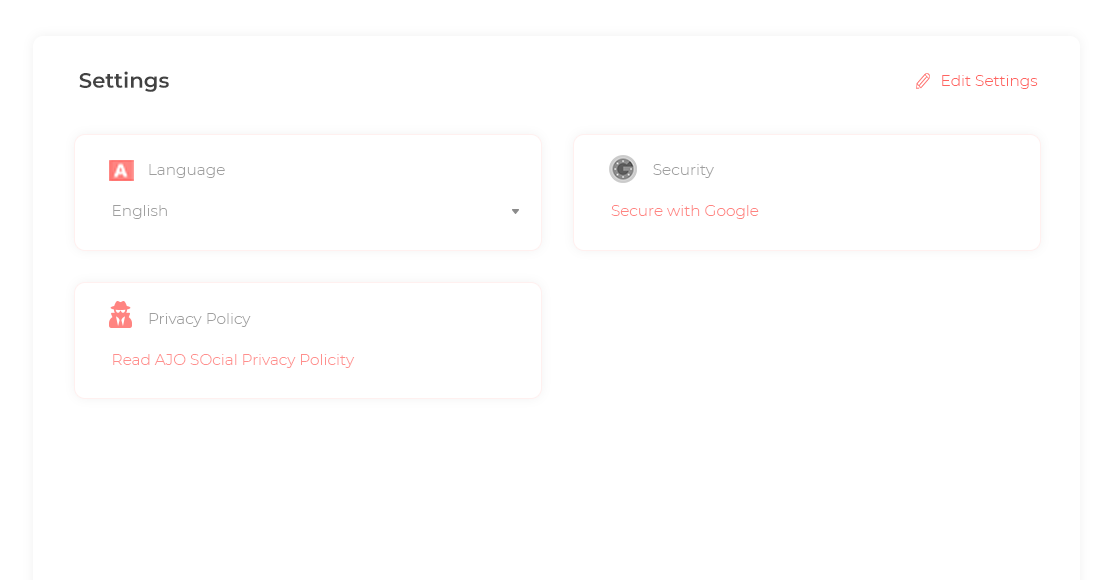 Settings
Edit Settings
A
Language
Security
English
Secure with Google
Privacy Policy
Read AJO SOcial Privacy Policity